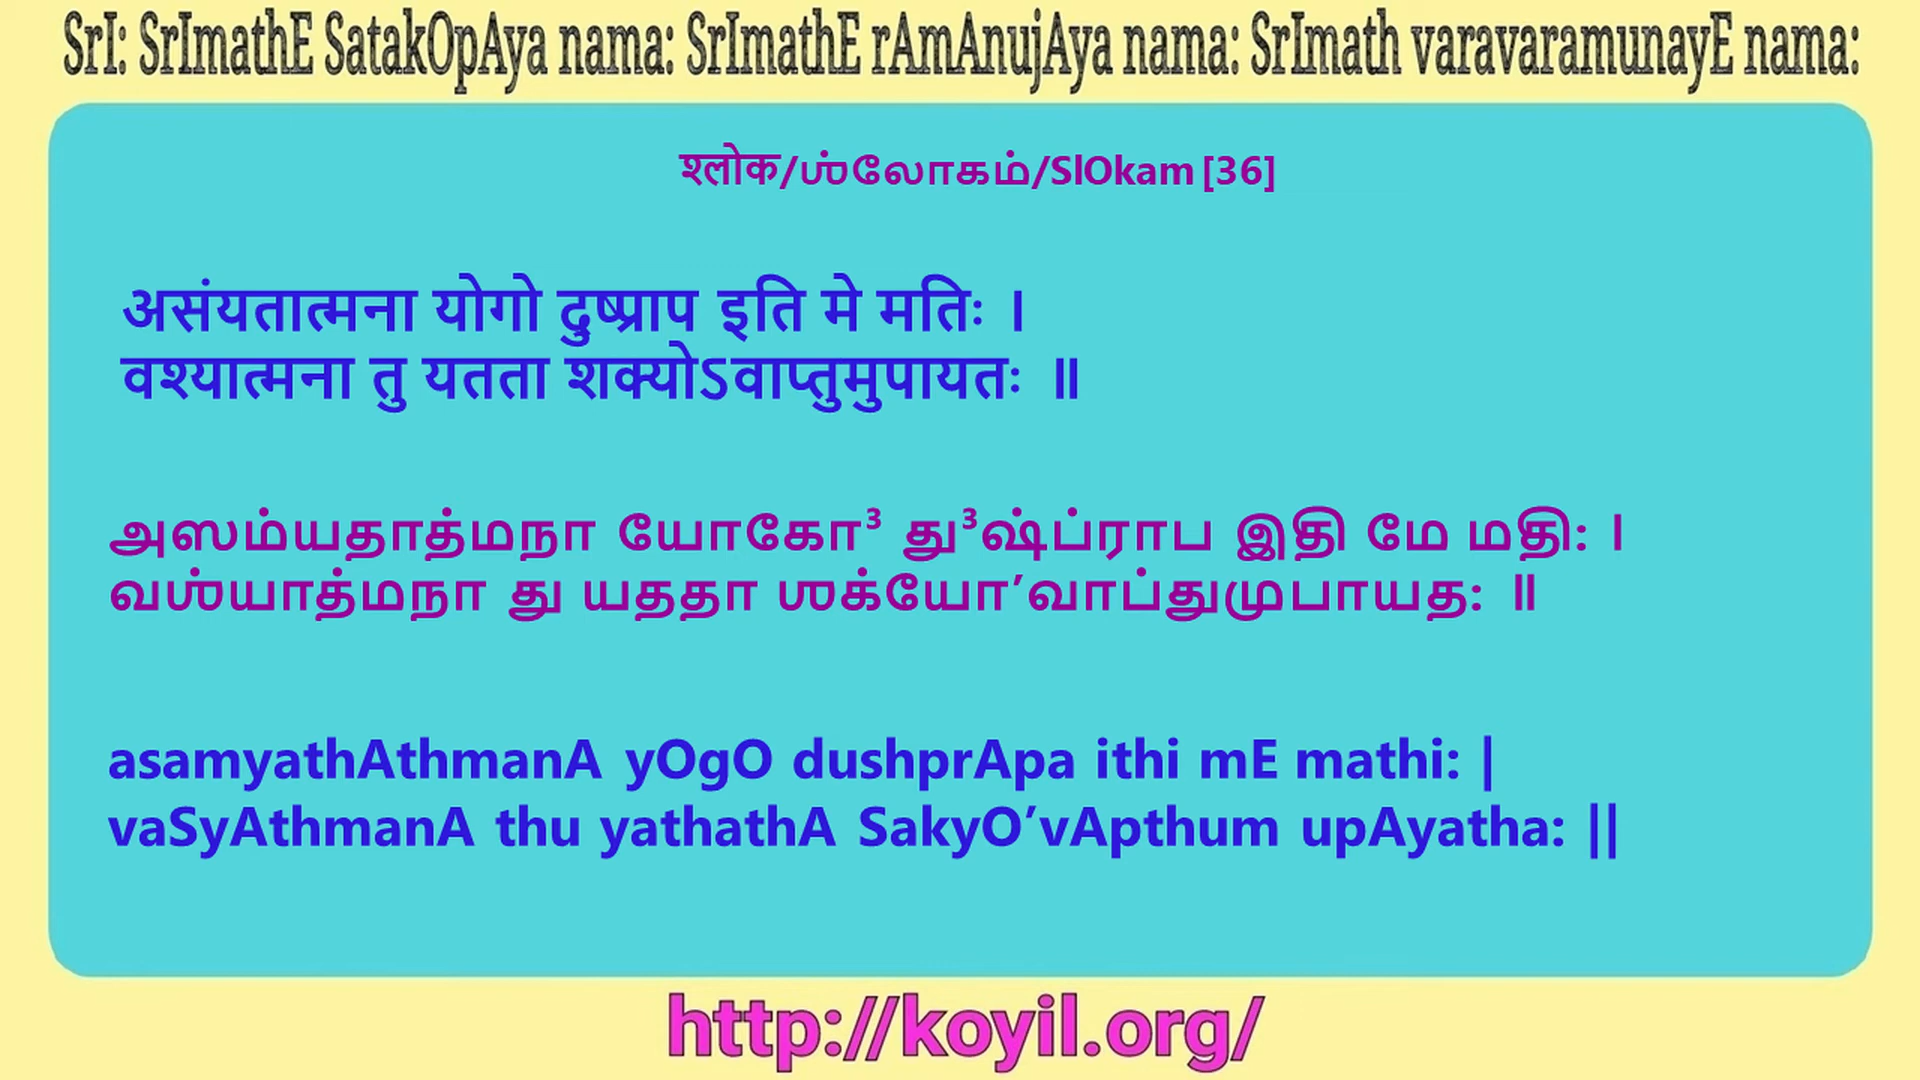 SrI: SrImathE SatakOpAya nama: SrImathE rAmAnujAya nama: SrImath varavaramunayE nama:
श्लोक/ஶ்லோகம்/SlOkam [36]
असंयतात्मना योगो दुष्प्राप इति मे मतिः ।
वश्यात्मना तु यतता शक्योऽवाप्तुमुपायतः ॥
அஸம்யதாத்மநா யோகோ³ து³ஷ்ப்ராப இதி மே மதி: ।
வஶ்யாத்மநா து யததா ஶக்யோ’வாப்துமுபாயத: ॥
asamyathAthmanA yOgO dushprApa ithi mE mathi: |
vaSyAthmanA thu yathathA SakyO’vApthum upAyatha: ||
http://koyil.org/